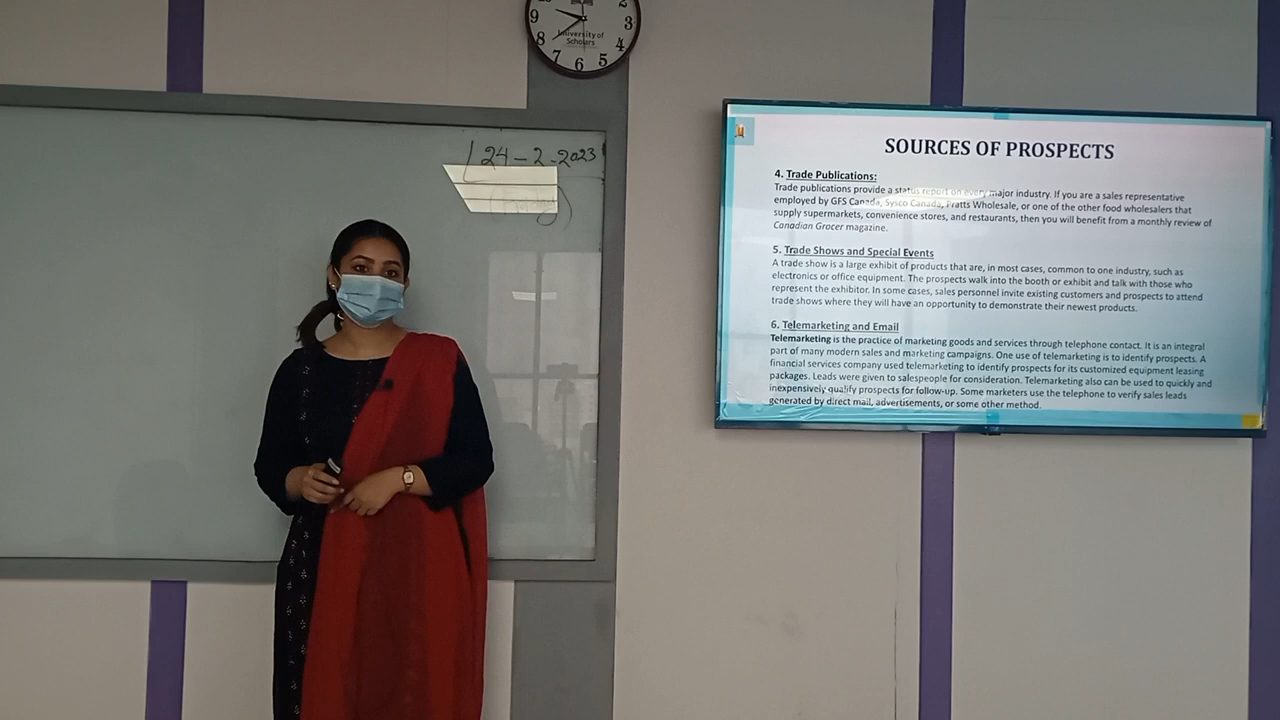 2
9
3
8
4
7
6
5
University of
Scholars
24-2-2023
SOURCES OF PROSPECTS
4. Trade Publications:
Trade publications provide a status report on every major industry. If you are a sales representative
employed by GFS Canada, Sysco Canada, Pratts Wholesale, or one of the other food wholesalers that
supply supermarkets, convenience stores, and restaurants, then you will benefit from a monthly review of
Canadian Grocer magazine.
5. Trade Shows and Special Events
A trade show is a large exhibit of products that are, in most cases, common to one industry, such as
electronics or office equipment. The prospects walk into the booth or exhibit and talk with those who
represent the exhibitor. In some cases, sales personnel invite existing customers and prospects to attend
trade shows where they will have an opportunity to demonstrate their newest products.
6. Telemarketing and Email
Telemarketing is the practice of marketing goods and services through telephone contact. It is an integral
part of many modern sales and marketing campaigns. One use of telemarketing is to identify prospects. A
financial services company used telemarketing to identify prospects for its customized equipment leasing
packages. Leads were given to salespeople for consideration. Telemarketing also can be used to quickly and
inexpensively qualify prospects for follow-up. Some marketers use the telephone to verify sales leads
generated by direct mail, advertisements, or some other method.